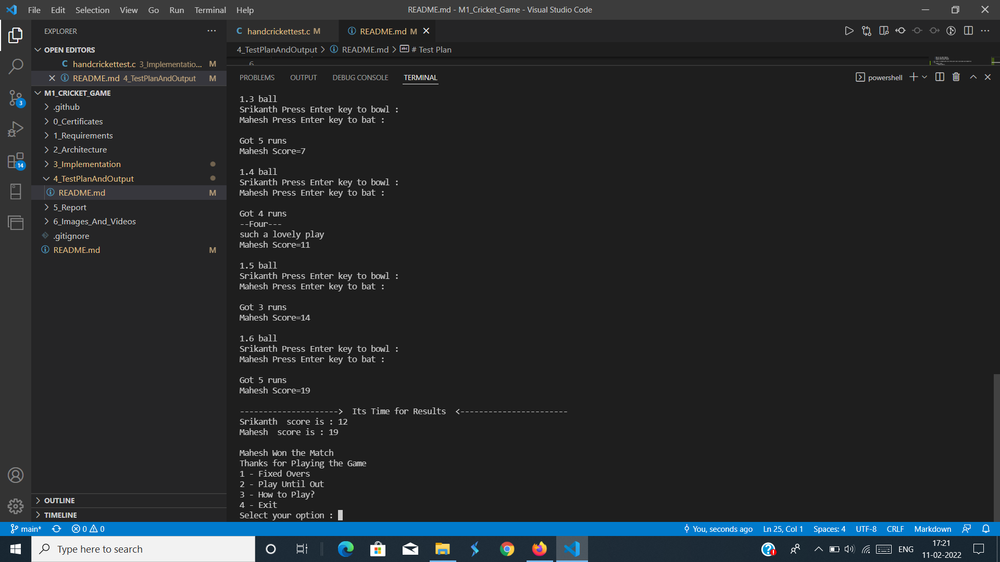 File Edit Selection View Go Run Terminal Help
README.md - M1_Cricket_Game - Visual Studio Code
EXPLORER
OPEN EDITORS
C handcrickettest.c 3_Implementatio... M
README.md 4_TestPlanAndOutput M
M1_CRICKET_GAME
.github
0_Certificates
1_Requirements
2_Architecture
3_Implementation
4_TestPlanAndOutput
README.md M
5_Report
6_Images_And_Videos
.gitignore
README.md M
OUTLINE
TIMELINE
3
14
C handcrickettest.c M
README.md M
4_TestPlanAndOutput > README.md > # Test Plan
6
PROBLEMS OUTPUT DEBUG CONSOLE TERMINAL
powershell
1.3 ball
Srikanth Press Enter key to bowl :
Mahesh Press Enter key to bat :
Got 5 runs
Mahesh Score=7
1.4 ball
Srikanth Press Enter key to bowl :
Mahesh Press Enter key to bat :
Got 4 runs
--Four---
such a lovely play
Mahesh Score=11
1.5 ball
Srikanth Press Enter key to bowl :
Mahesh Press Enter key to bat :
Got 3 runs
Mahesh Score=14
1.6 ball
Srikanth Press Enter key to bowl :
Mahesh Press Enter key to bat :
Got 5 runs
Mahesh Score=19
---------------------> Its Time for Results <-----------------------
Srikanth score is : 12
Mahesh score is : 19
Mahesh Won the Match
Thanks for Playing the Game
1 - Fixed Overs
2 - Play Until Out
3 - How to Play?
4 - Exit
Select your option :
main* 0 0
You, seconds ago Ln 25, Col 1 Spaces: 4 UTF-8 CRLF Markdown
Type here to search
ENG
17:21
11-02-2022